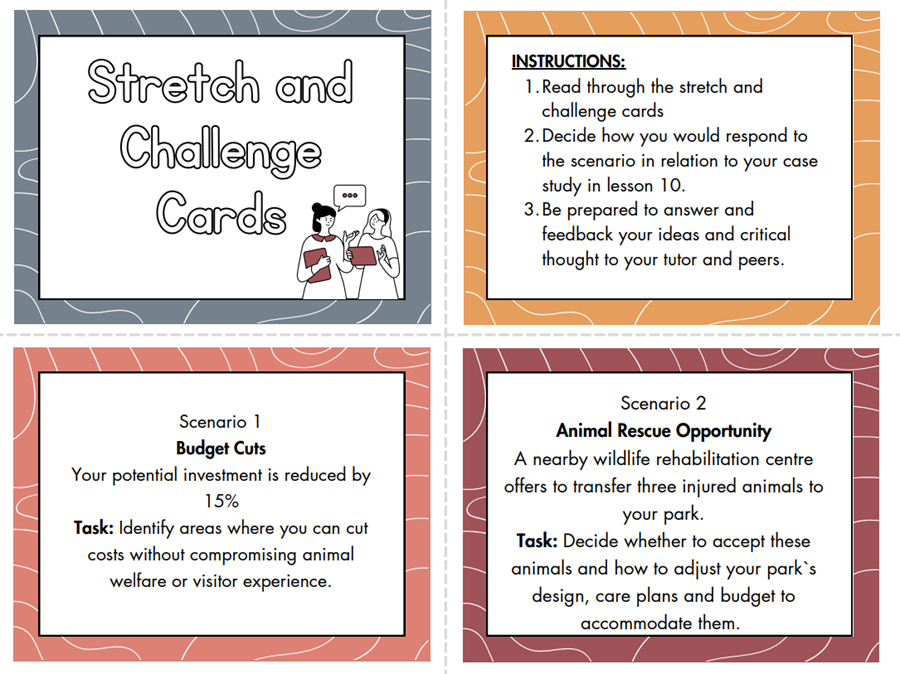 Stretch and
Challenge
Cards
INSTRUCTIONS:
1. Read through the stretch and
challenge cards
2. Decide how you would respond to
the scenario in relation to your case
study in lesson 10.
3. Be prepared to answer and
feedback your ideas and critical
thought to your tutor and peers.
Scenario 1
Budget Cuts
Your potential investment is reduced by
15%
Task: Identify areas where you can cut
costs without compromising animal
welfare or visitor experience.
Scenario 2
Animal Rescue Opportunity
A nearby wildlife rehabilitation centre
offers to transfer three injured animals to
your park.
Task: Decide whether to accept these
animals and how to adjust your park`s
design, care plans and budget to
accommodate them.